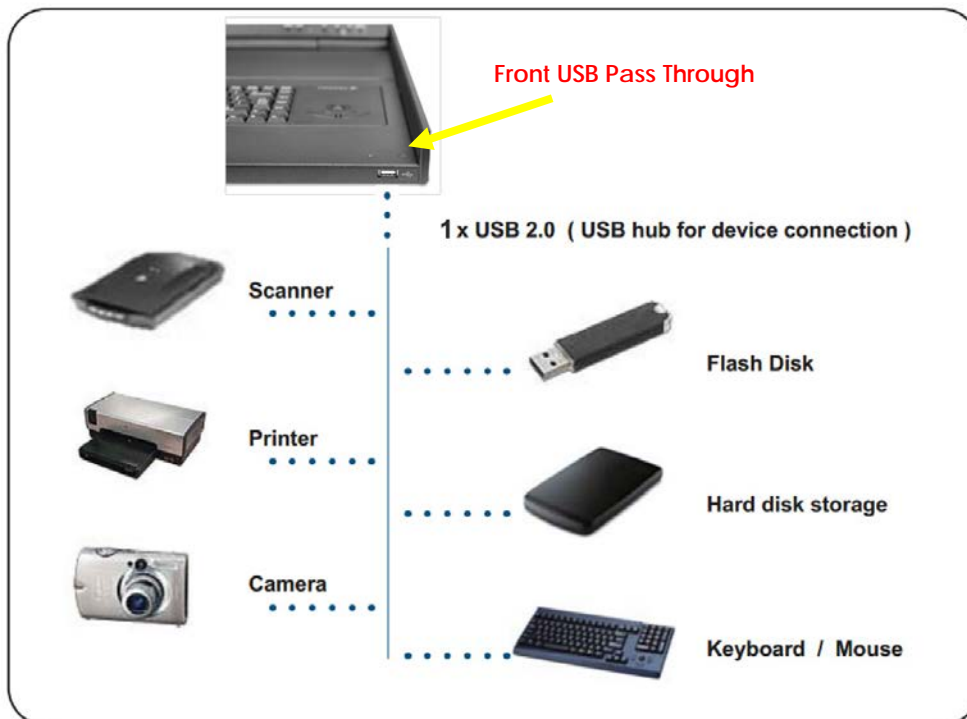 Front USB Pass Through
1 x USB 2.0 ( USB hub for device connection )
Scanner
Flash Disk
Printer
Hard disk storage
Camera
Keyboard / Mouse